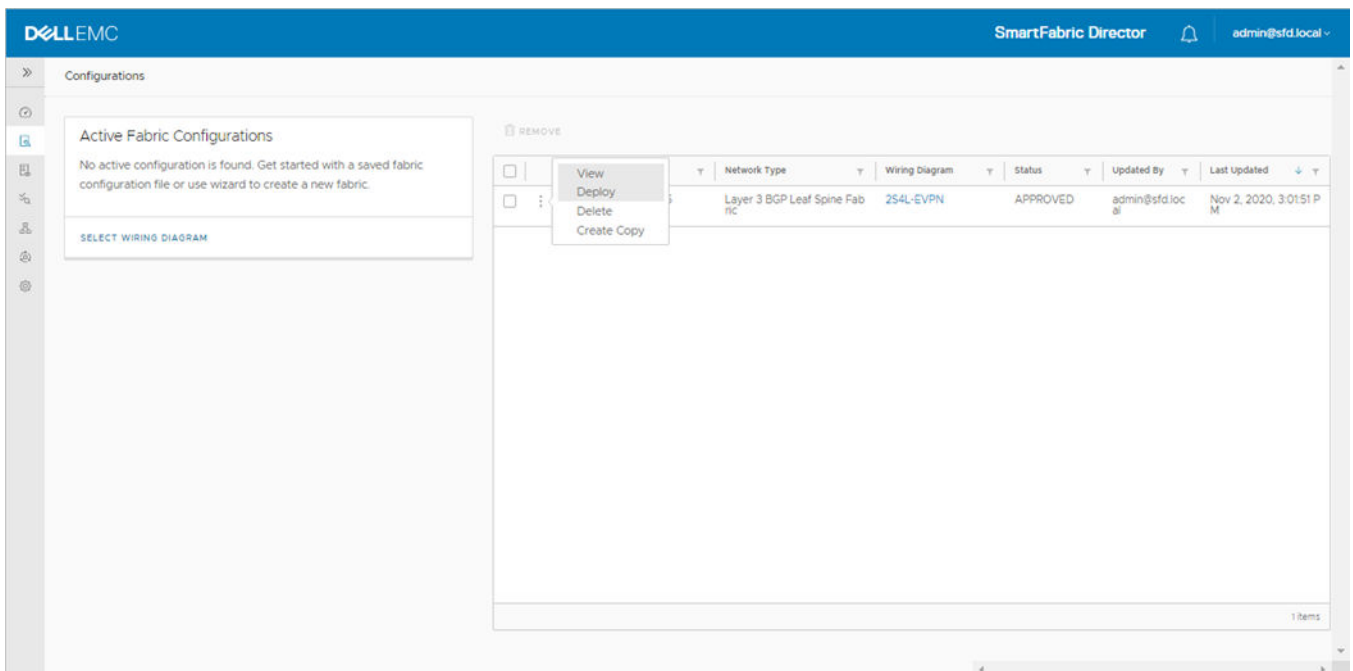 DELLEMC
SmartFabric Director
admin@sfd.local
Configurations
Active Fabric Configurations
No active configuration is found. Get started with a saved fabric
configuration file or use wizard to create a new fabric.
SELECT WIRING DIAGRAM
REMOVE
View
Deploy
Delete
Create Copy
Network Type
Wiring Diagram
Status
Updated By
Last Updated
Layer 3 BGP Leaf Spine Fab
ric
2S4L-EVPN
APPROVED
admin@sfd.loc
al
Nov 2, 2020, 3:01:51 P
M
1 items